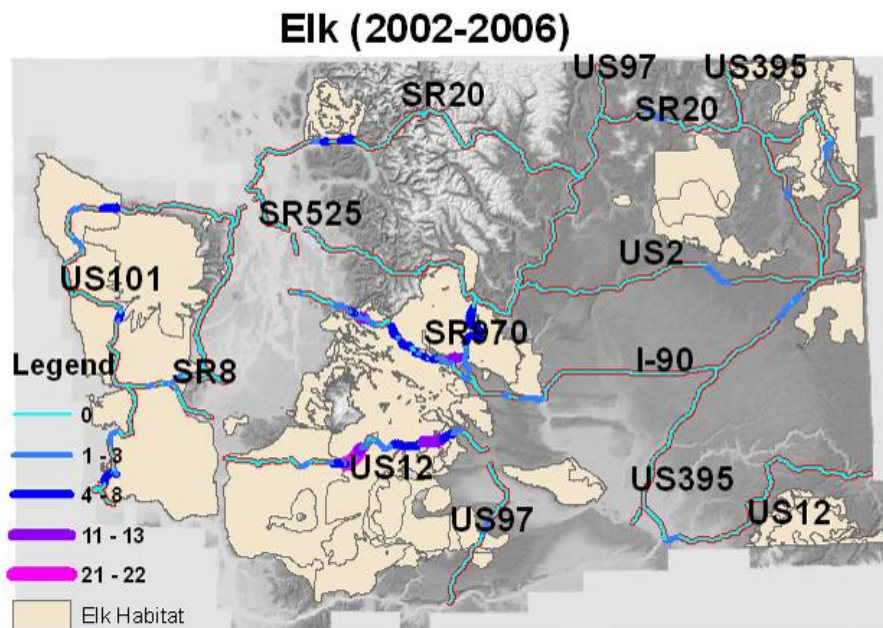 Elk (2002-2006)
US97
US395
SR20
SR20
SR525
US2
US101
SR970
Legend
SR8
I-90
0
1 - 3
US12
US395
4 - 8
US97
US12
11 - 13
21 - 22
Elk Habitat